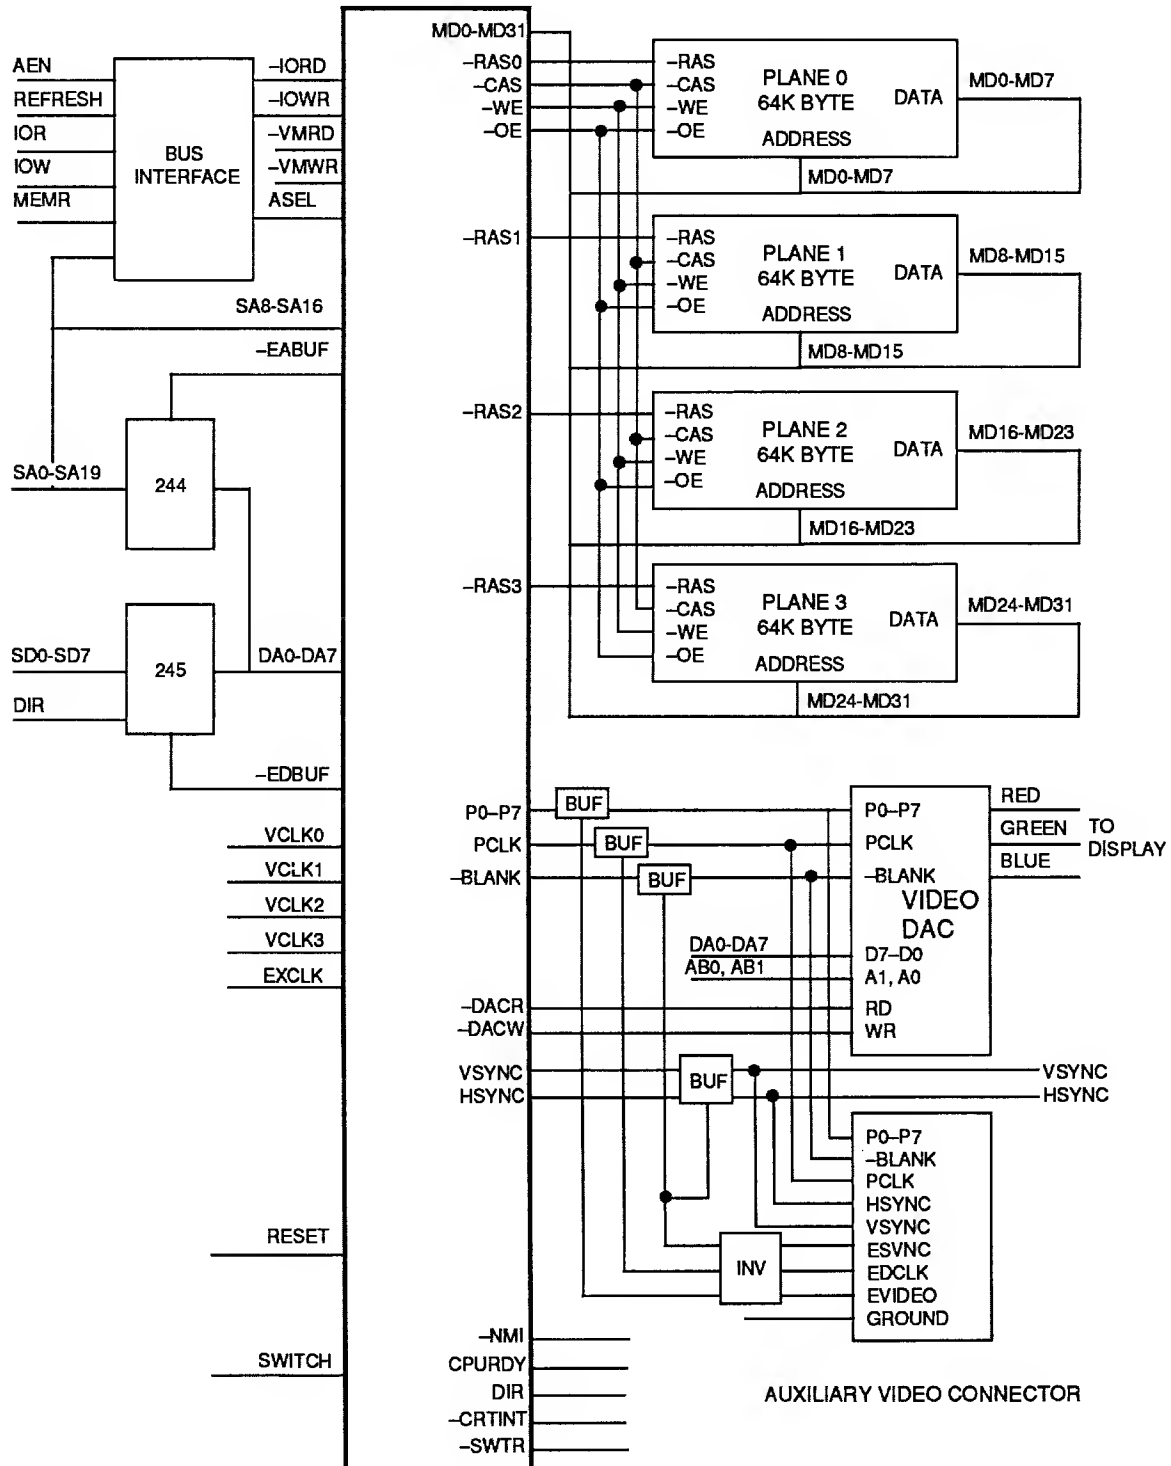 MD0-MD31
AEN
REFRESH
IOR
IOW
MEMR
BUS
INTERFACE
–IORD
–IOWR
–VMRD
–VMWR
ASEL
SA8-SA16
–EABUF
SA0-SA19
244
SD0-SD7
245
DA0-DA7
DIR
–EDBUF
VCLK0
VCLK1
VCLK2
VCLK3
EXCLK
RESET
SWITCH
–RAS0
–CAS
–WE
–OE
–RAS
–CAS
–WE
–OE
PLANE 0
64K BYTE
DATA
ADDRESS
MD0-MD7
MD0-MD7
–RAS1
–RAS
–CAS
–WE
–OE
PLANE 1
64K BYTE
DATA
ADDRESS
MD8-MD15
MD8-MD15
–RAS2
–RAS
–CAS
–WE
–OE
PLANE 2
64K BYTE
DATA
ADDRESS
MD16-MD23
MD16-MD23
–RAS3
–RAS
–CAS
–WE
–OE
PLANE 3
64K BYTE
DATA
ADDRESS
MD24-MD31
MD24-MD31
P0–P7
PCLK
–BLANK
BUF
BUF
BUF
P0–P7
PCLK
–BLANK
VIDEO
DAC
D7–D0
A1, A0
RD
WR
RED
GREEN
BLUE
TO
DISPLAY
DA0-DA7
AB0, AB1
–DACR
–DACW
VSYNC
HSYNC
BUF
VSYNC
HSYNC
P0–P7
–BLANK
PCLK
HSYNC
VSYNC
ESVNC
EDCLK
EVIDEO
GROUND
INV
–NMI
CPURDY
DIR
–CRTINT
–SWTR
AUXILIARY VIDEO CONNECTOR